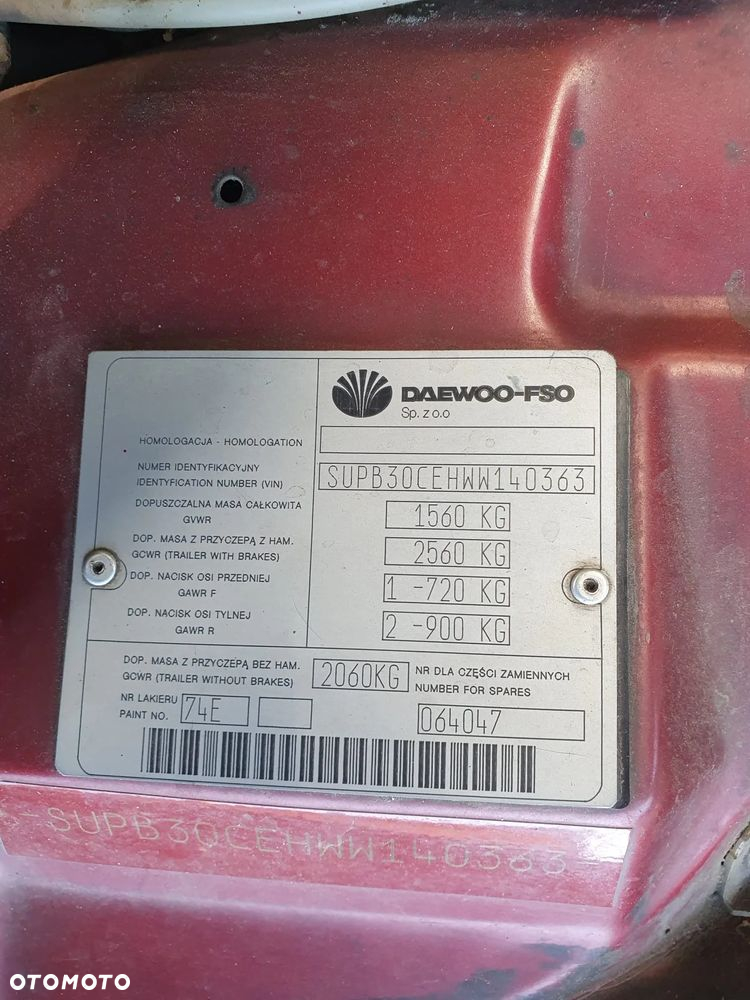 DAEWOO-FSO
Sp. z o.o
HOMOLOGACJA - HOMOLOGATION
NUMER IDENTYFIKACYJNY
IDENTYFICATION NUMBER (VIN)
SUPB30CEHWW140363
DOPUSZCZALNA MASA CAŁKOWITA
GVWR
1560 KG
DOP. MASA Z PRZYCZEPĄ Z HAM.
GCWR (TRAILER WITH BRAKES)
2560 KG
DOP. NACISK OSI PRZEDNIEJ
GAWR F
1 -720 KG
DOP. NACISK OSI TYLNEJ
GAWR R
2 -900 KG
DOP. MASA Z PRZYCZEPĄ BEZ HAM.
GCWR (TRAILER WITHOUT BRAKES)
2060KG
NR DLA CZĘŚCI ZAMIENNYCH
NUMBER FOR SPARES
NR LAKIERU
PAINT NO.
74E
064047
-SUPB30CEHWW140363
OTOMOTO